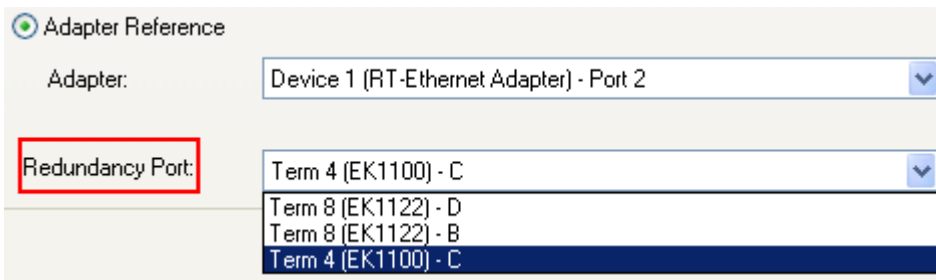 Adapter Reference
Adapter: Device 1 (RT-Ethernet Adapter) - Port 2
Redundancy Port: Term 4 (EK1100) - C
Term 8 (EK1122) - D
Term 8 (EK1122) - B
Term 4 (EK1100) - C